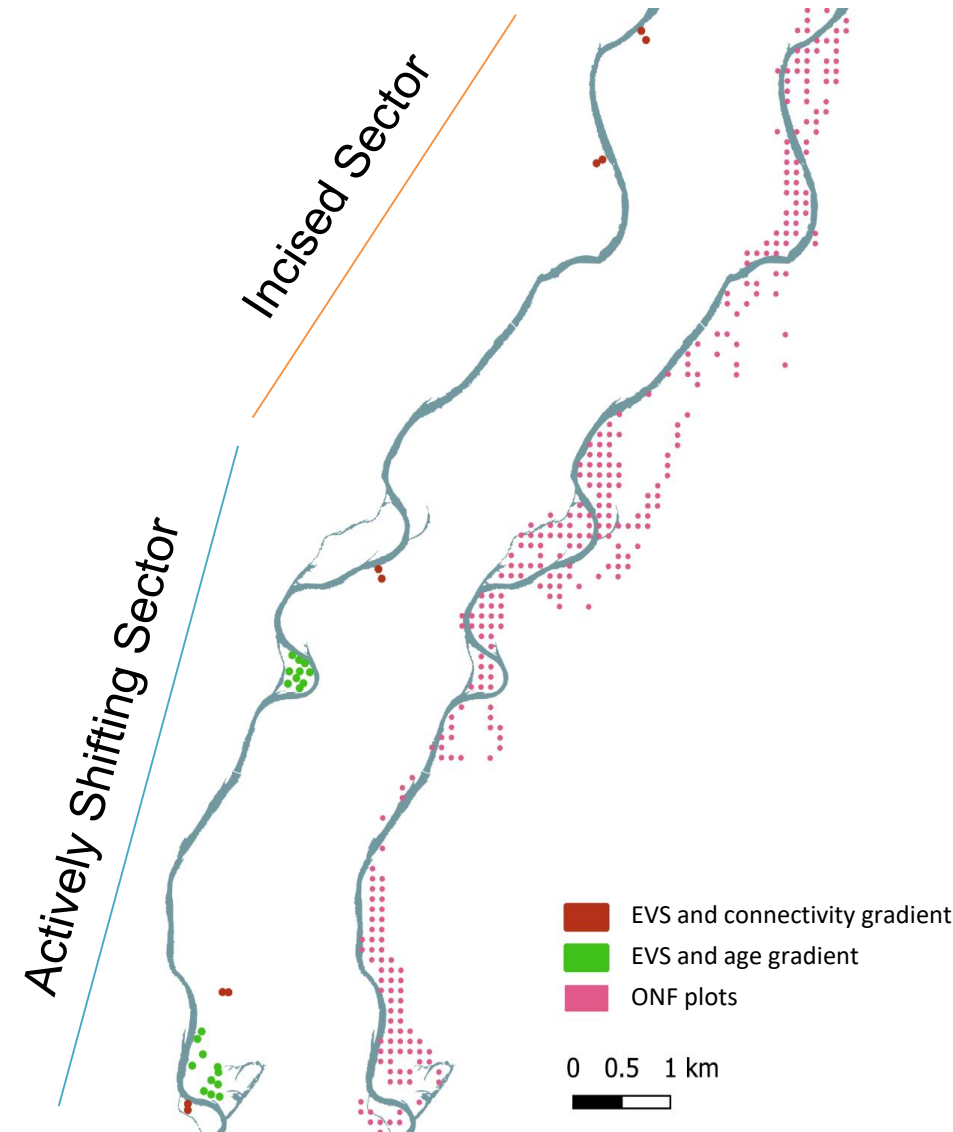 Incised Sector
Actively Shifting Sector
EVS and connectivity gradient
EVS and age gradient
ONF plots
0 0.5 1 km